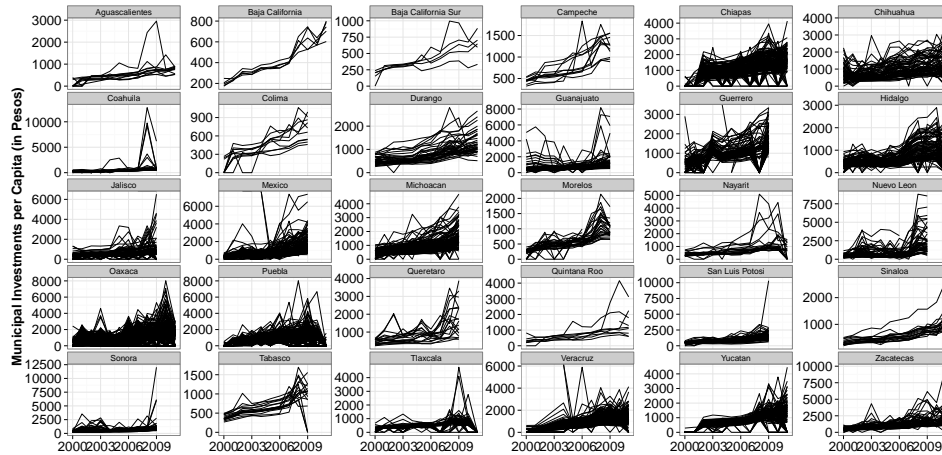 Municipal Investments per Capita (in Pesos)
Aguascalientes Baja California Baja California Sur Campeche Chiapas Chihuahua
3000 2000 1000 0
800 600 400 200
1000 750 500 250 0
1500 1000 500
4000 3000 2000 1000 0
3000 2000 1000 0
Coahuila Colima Durango Guanajuato Guerrero Hidalgo
10000 5000 0
900 600 300 0
2000 1000 0
8000 6000 4000 2000 0
3000 2000 1000 0
3000 2000 1000 0
Jalisco Mexico Michoacan Morelos Nayarit Nuevo Leon
6000 4000 2000 0
6000 4000 2000 0
4000 3000 2000 1000 0
2000 1500 1000 500 0
5000 4000 3000 2000 1000 0
7500 5000 2500 0
Oaxaca Puebla Queretaro Quintana Roo San Luis Potosi Sinaloa
8000 6000 4000 2000 0
8000 6000 4000 2000 0
4000 3000 2000 1000 0
4000 3000 2000 1000 0
10000 7500 5000 2500 0
2000 1000 0
Sonora Tabasco Tlaxcala Veracruz Yucatan Zacatecas
12500 10000 7500 5000 2500 0
1500 1000 500 0
5000 4000 3000 2000 1000 0
6000 4000 2000 0
4000 3000 2000 1000 0
6000 4000 2000 0
2000 2003 2006 2009 2000 2003 2006 2009 2000 2003 2006 2009 2000 2003 2006 2009 2000 2003 2006 2009 2000 2003 2006 2009